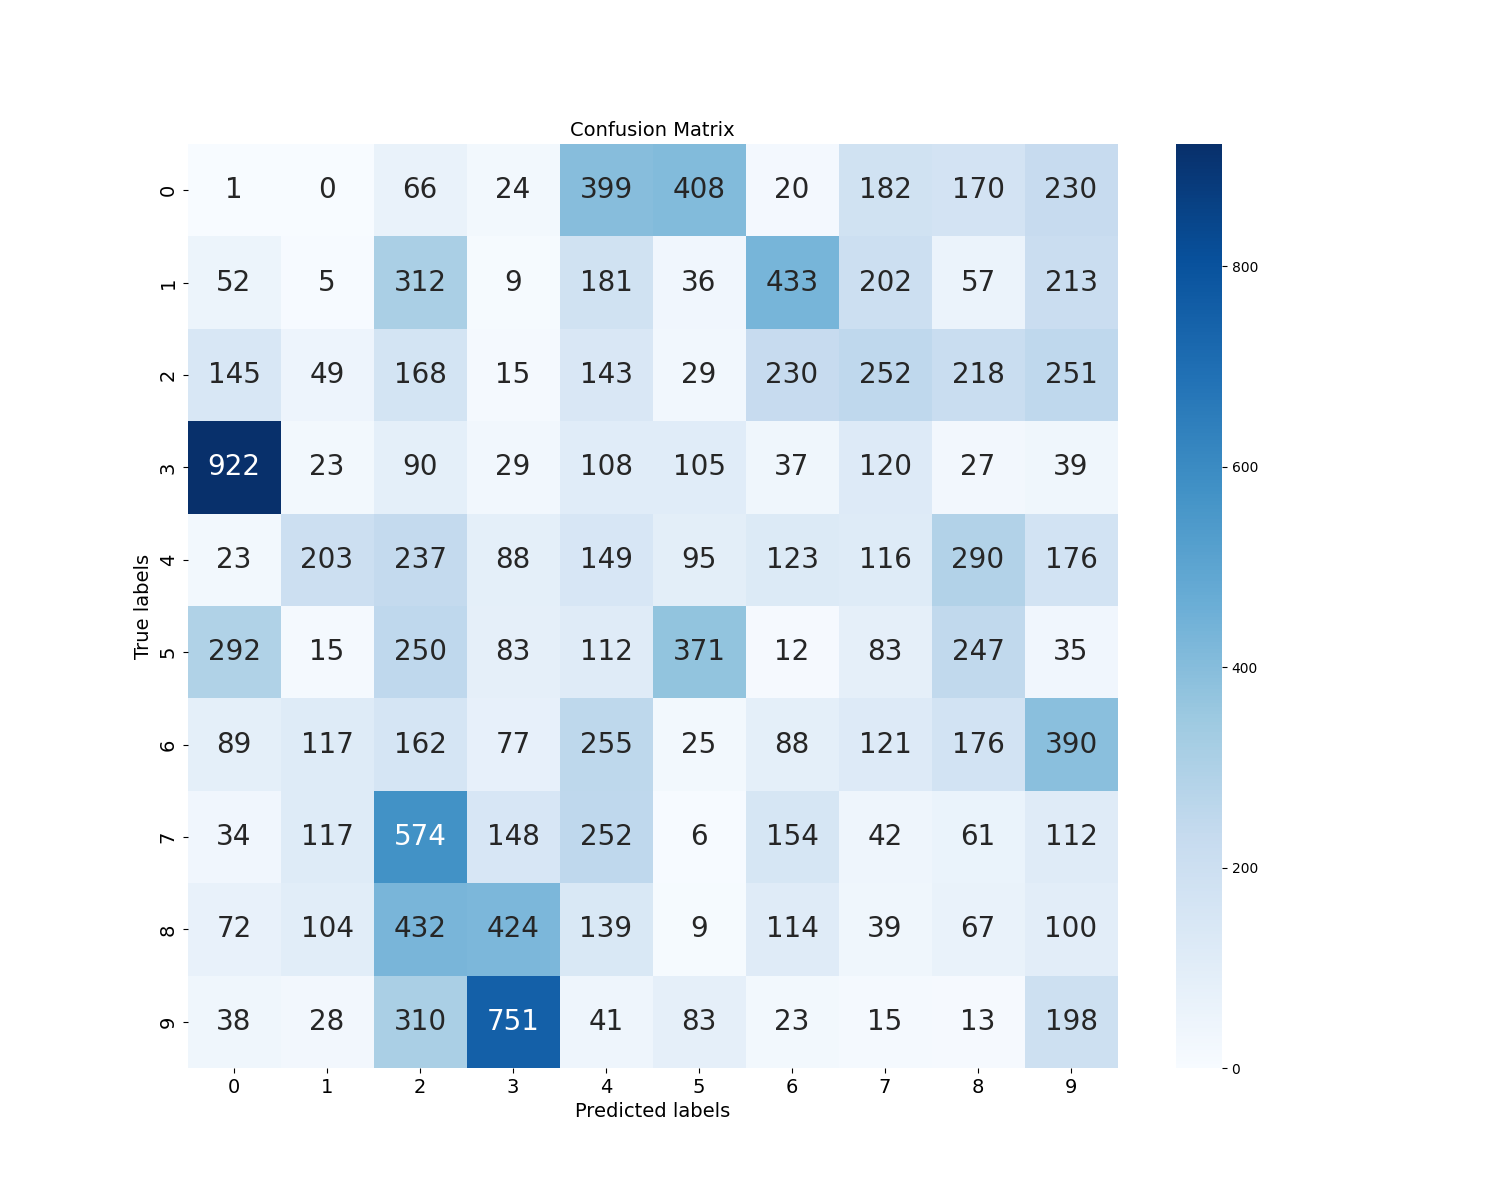 Confusion Matrix
0 1 0 66 24 399 408 20 182 170 230
1 52 5 312 9 181 36 433 202 57 213
2 145 49 168 15 143 29 230 252 218 251
3 922 23 90 29 108 105 37 120 27 39
4 23 203 237 88 149 95 123 116 290 176
5 292 15 250 83 112 371 12 83 247 35
6 89 117 162 77 255 25 88 121 176 390
7 34 117 574 148 252 6 154 42 61 112
8 72 104 432 424 139 9 114 39 67 100
9 38 28 310 751 41 83 23 15 13 198
0 1 2 3 4 5 6 7 8 9
Predicted labels
True labels
800
600
400
200
0